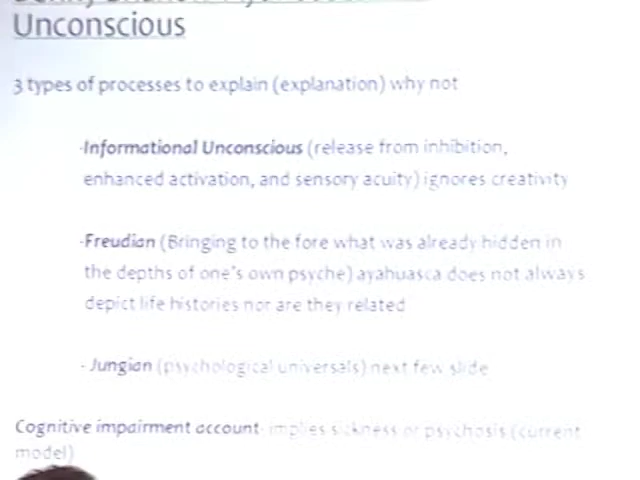 Unconscious
3 types of processes to explain (explanation) why not
-Informational Unconscious (release from inhibition,
enhanced activation, and sensory acuity) ignores creativity
-Freudian (Bringing to the fore what was already hidden in
the depths of one's own psyche) ayahuasca does not always
depict life histories nor are they related
- Jungian (psychological universals) next few slide
Cognitive impairment account- implies sickness or psychosis (current
model)